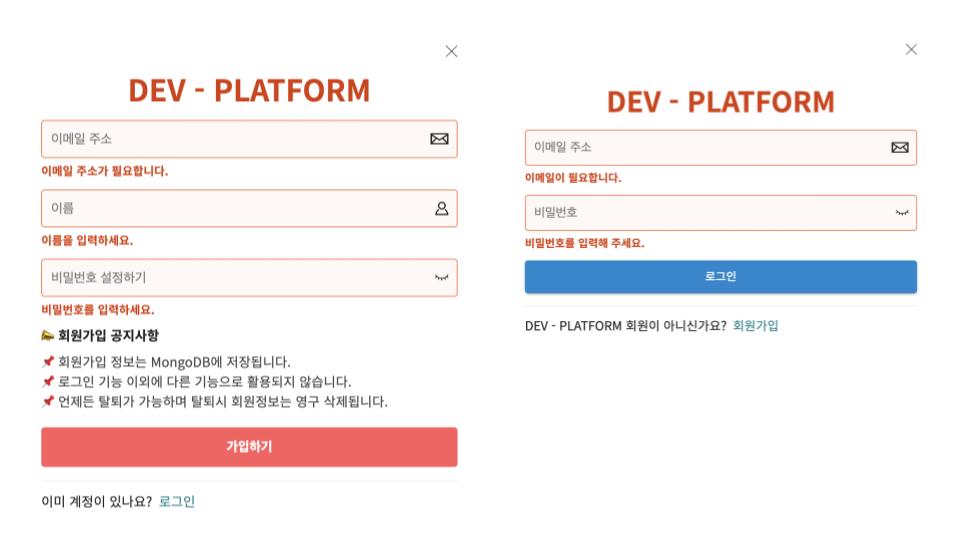 DEV - PLATFORM
이메일 주소
이메일 주소가 필요합니다.
이름
이름을 입력하세요.
비밀번호 설정하기
비밀번호를 입력하세요.
회원가입 공지사항
회원가입 정보는 MongoDB에 저장됩니다.
로그인 기능 이외에 다른 기능으로 활용되지 않습니다.
언제든 탈퇴가 가능하며 탈퇴시 회원정보는 영구 삭제됩니다.
가입하기
이미 계정이 있나요? 로그인
DEV - PLATFORM
이메일 주소
이메일이 필요합니다.
비밀번호
비밀번호를 입력해 주세요.
로그인
DEV - PLATFORM 회원이 아니신가요? 회원가입